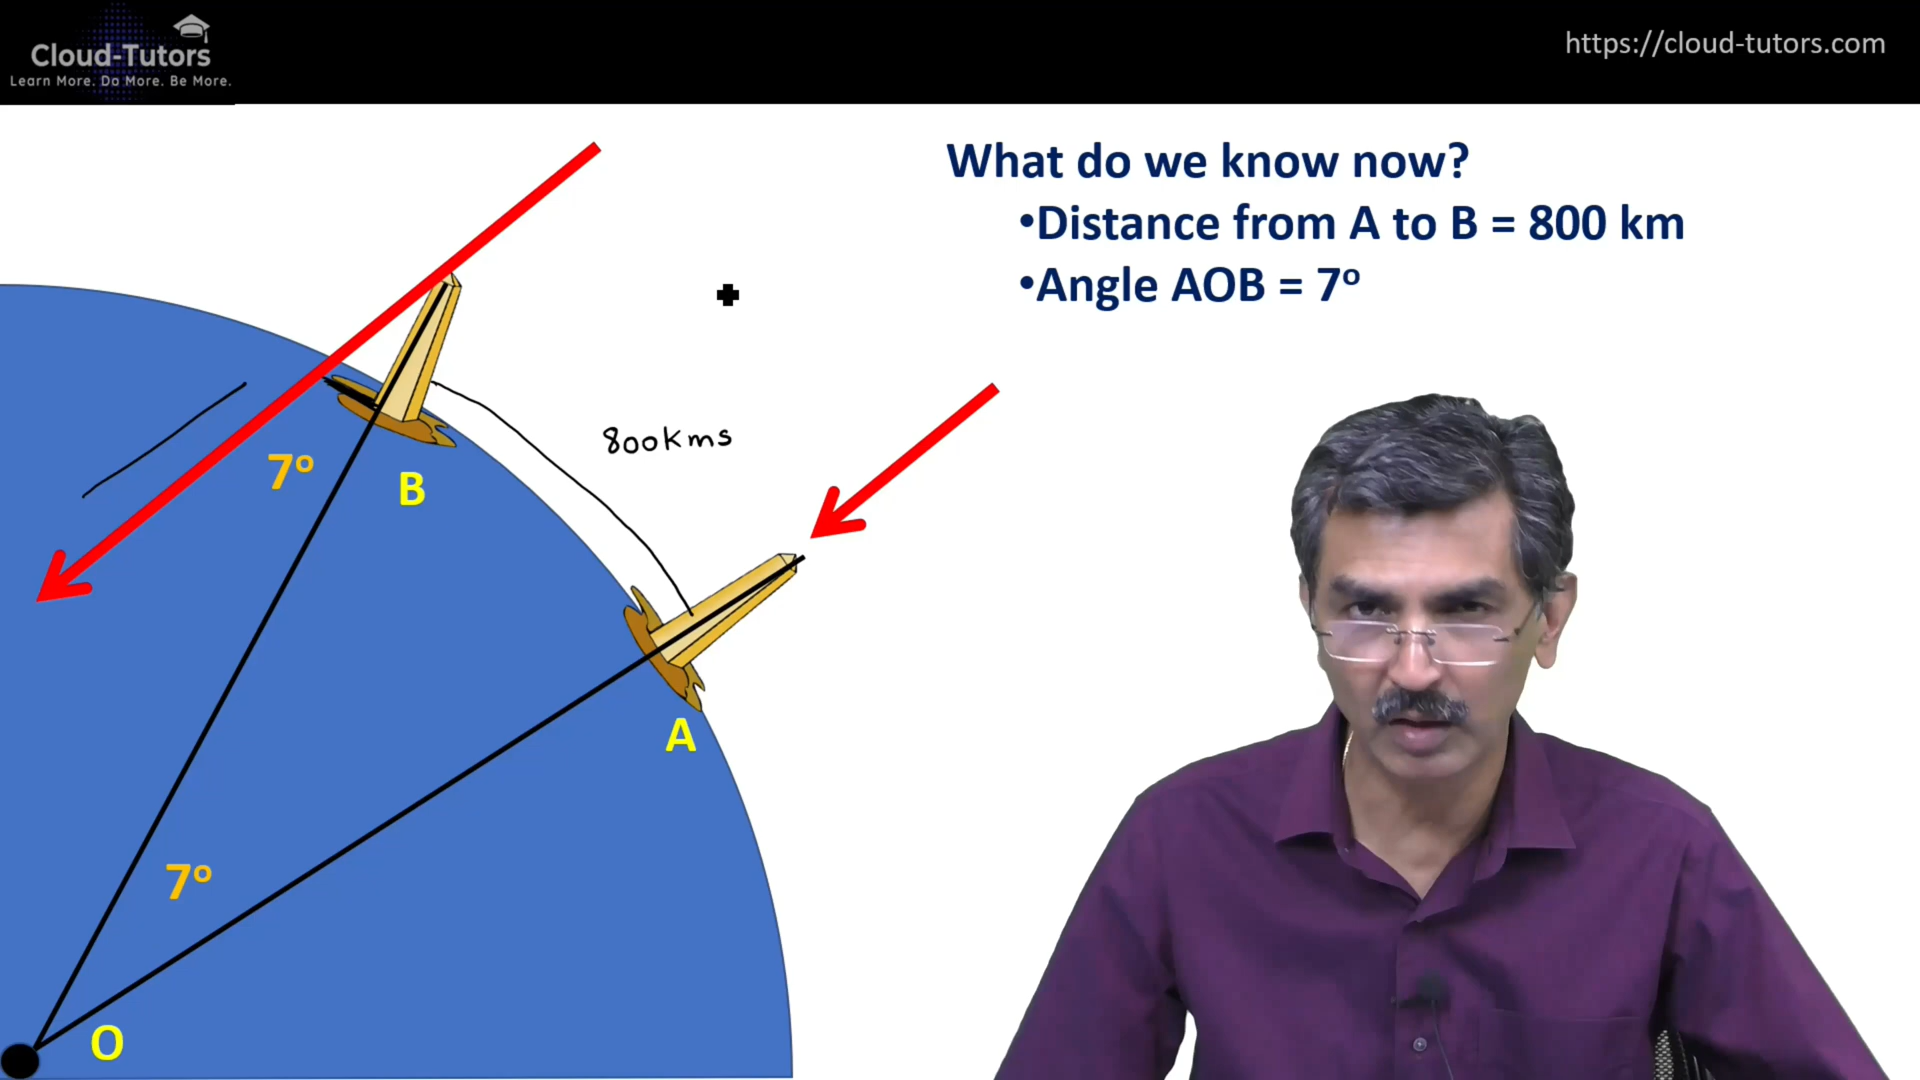 Cloud-Tutors
Learn More. Do More. Be More.
https://cloud-tutors.com
What do we know now?
•Distance from A to B = 800 km
•Angle AOB = 7º
800kms
7º
B
A
7º
O